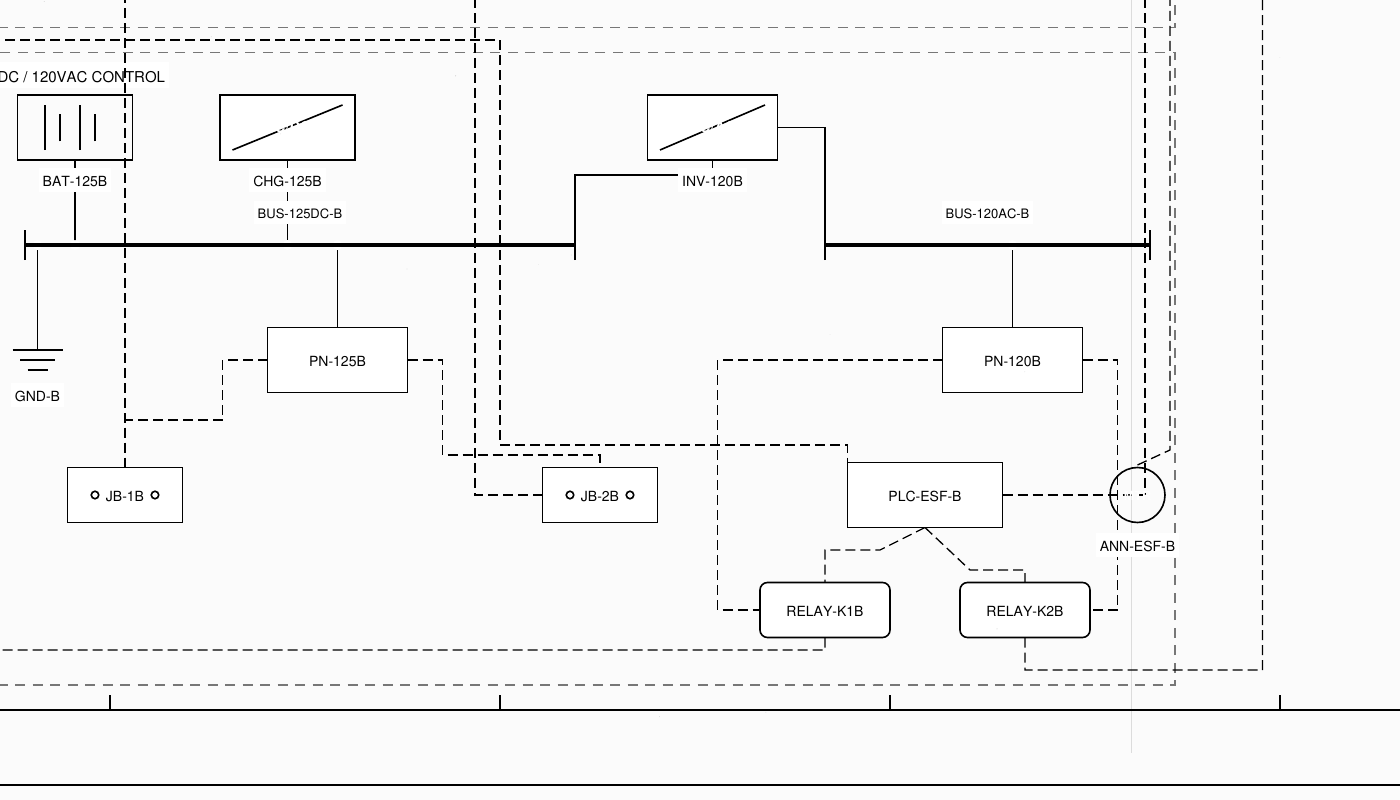 DC / 120VAC CONTROL
BAT-125B
CHG-125B
INV-120B
BUS-125DC-B
BUS-120AC-B
PN-125B
PN-120B
GND-B
JB-1B
JB-2B
PLC-ESF-B
ANN-ESF-B
RELAY-K1B
RELAY-K2B